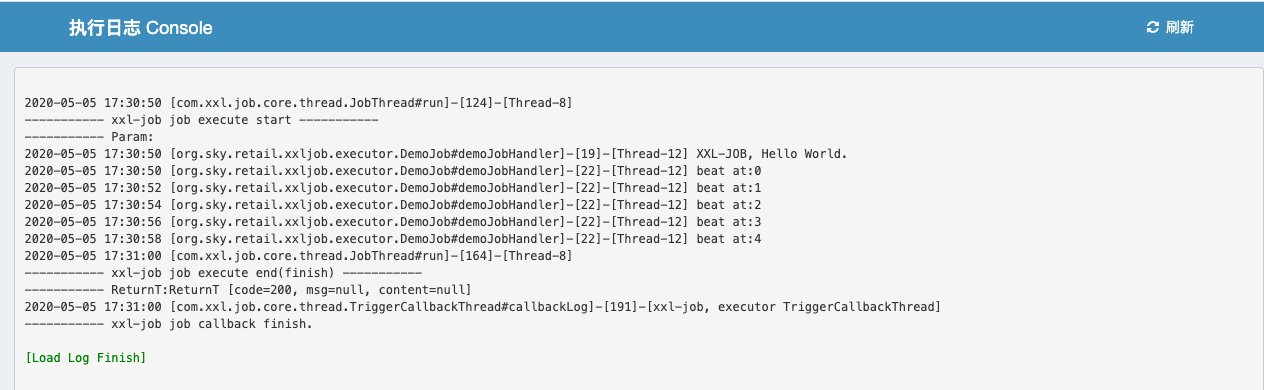 执行日志 Console
刷新
2020-05-05 17:30:50 [com.xxl.job.core.thread.JobThread#run]-[124]-[Thread-8]
----------- xxl-job job execute start -----------
----------- Param:
2020-05-05 17:30:50 [org.sky.retail.xxljob.executor.DemoJob#demoJobHandler]-[19]-[Thread-12] XXL-JOB, Hello World.
2020-05-05 17:30:50 [org.sky.retail.xxljob.executor.DemoJob#demoJobHandler]-[22]-[Thread-12] beat at:0
2020-05-05 17:30:52 [org.sky.retail.xxljob.executor.DemoJob#demoJobHandler]-[22]-[Thread-12] beat at:1
2020-05-05 17:30:54 [org.sky.retail.xxljob.executor.DemoJob#demoJobHandler]-[22]-[Thread-12] beat at:2
2020-05-05 17:30:56 [org.sky.retail.xxljob.executor.DemoJob#demoJobHandler]-[22]-[Thread-12] beat at:3
2020-05-05 17:30:58 [org.sky.retail.xxljob.executor.DemoJob#demoJobHandler]-[22]-[Thread-12] beat at:4
2020-05-05 17:31:00 [com.xxl.job.core.thread.JobThread#run]-[164]-[Thread-8]
----------- xxl-job job execute end(finish) -----------
----------- ReturnT:ReturnT [code=200, msg=null, content=null]
2020-05-05 17:31:00 [com.xxl.job.core.thread.TriggerCallbackThread#callbackLog]-[191]-[xxl-job, executor TriggerCallbackThread]
----------- xxl-job job callback finish.
[Load Log Finish]